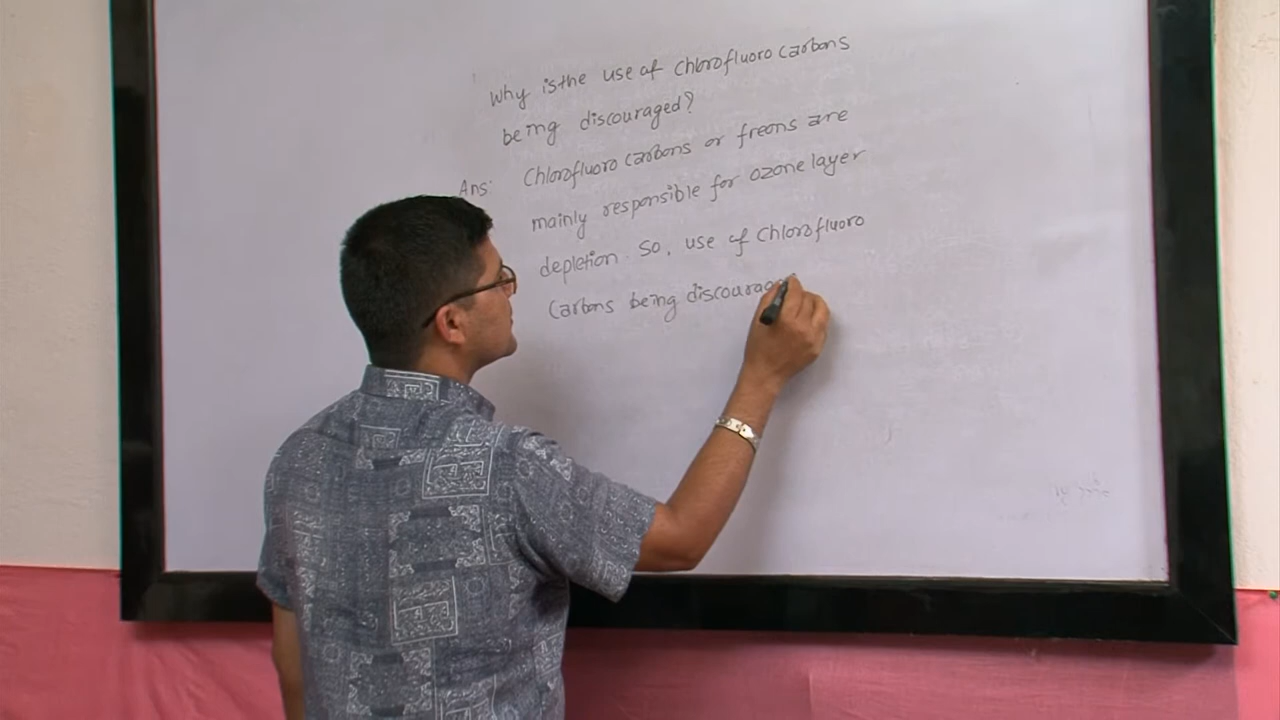 Why is the use of chlorofluoro carbons
being discouraged?
Ans: Chlorofluoro carbons or freons are
mainly responsible for ozone layer
depletion. So, use of chlorofluoro
carbons being discourag